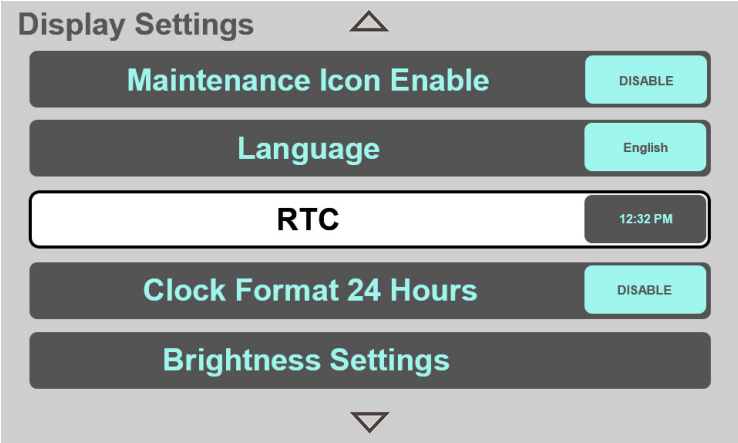 Display Settings
Maintenance Icon Enable DISABLE
Language English
RTC 12:32 PM
Clock Format 24 Hours DISABLE
Brightness Settings